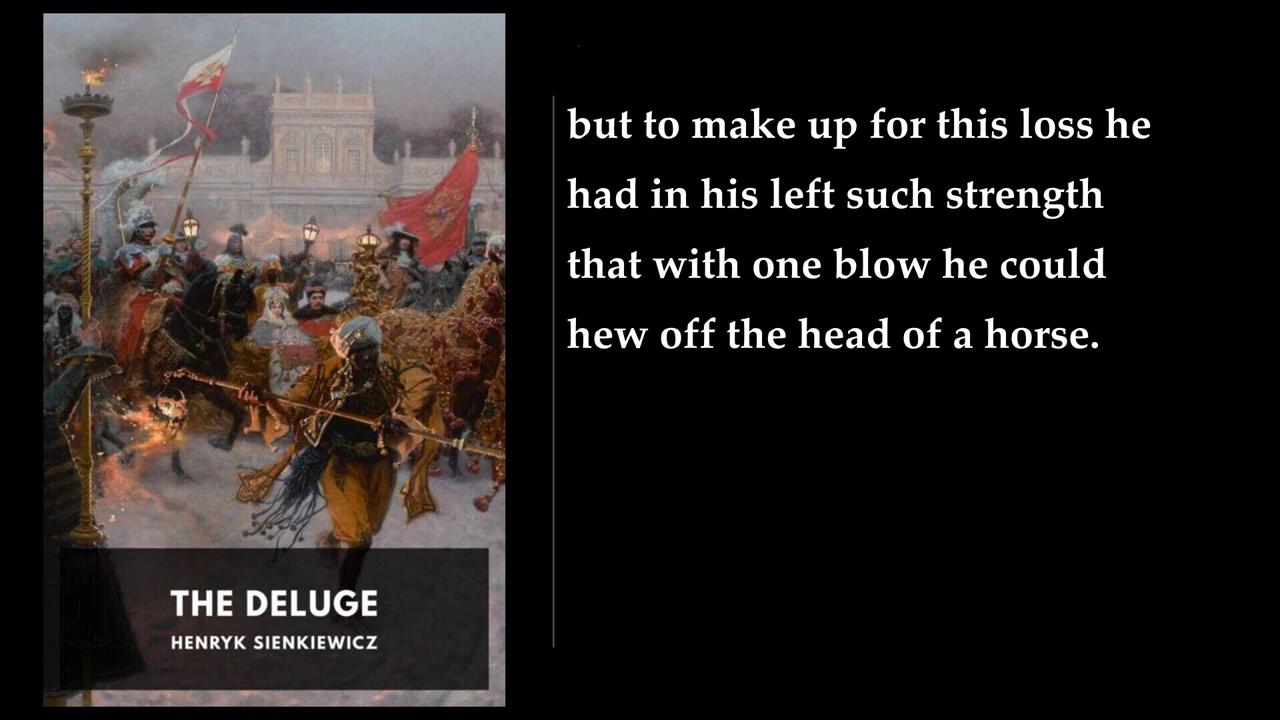 but to make up for this loss he
had in his left such strength
that with one blow he could
hew off the head of a horse.
THE DELUGE
HENRYK SIENKIEWICZ